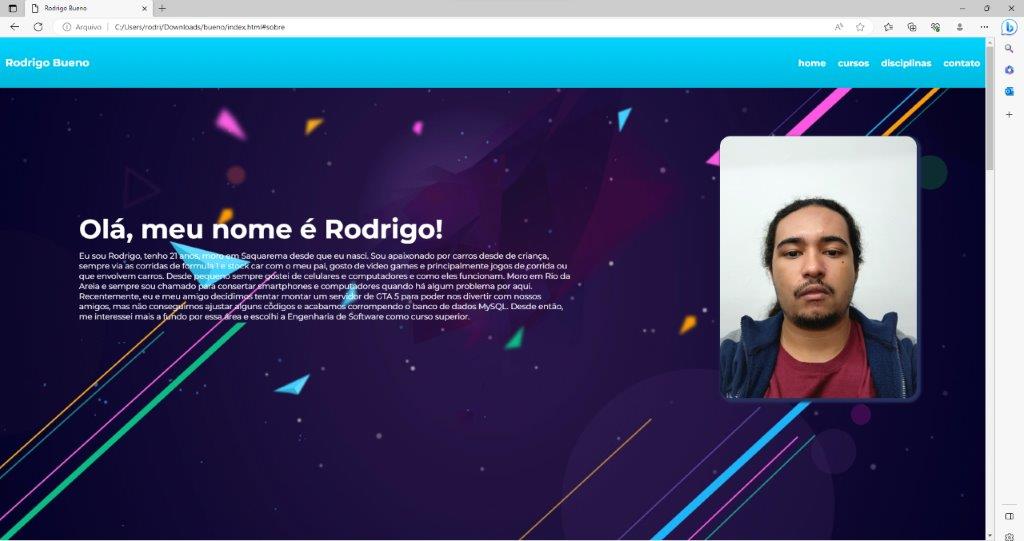 Rodrigo Bueno
Arquivo | C:/Users/rodri/Downloads/bueno/index.html#sobre
Rodrigo Bueno
home cursos disciplinas contato
Olá, meu nome é Rodrigo!
Eu sou Rodrigo, tenho 21 anos, moro em Saquarema desde que eu nasci. Sou apaixonado por carros desde de criança,
sempre via as corridas de formula 1 e stock car com o meu pai, gosto de video games e principalmente jogos de corrida ou
que envolvem carros. Desde pequeno sempre gostei de celulares e computadores e como eles funcionam. Moro em Rio da
Areia e sempre sou chamado para consertar smartphones e computadores quando há algum problema por aqui.
Recentemente, eu e meu amigo decidimos tentar montar um servidor de GTA 5 para poder nos divertir com nossos
amigos, mas não conseguimos ajustar alguns códigos e acabamos corrompendo o banco de dados MySQL. Desde então,
me interessei mais a fundo por essa área e escolhi a Engenharia de Software como curso superior.